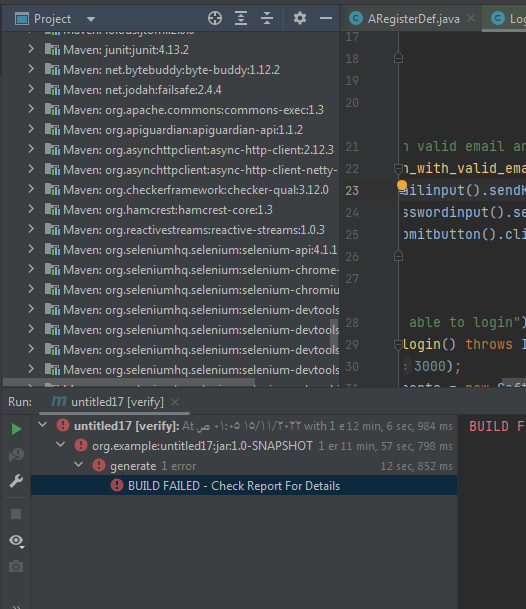 Project
ARegisterDef.java
Log
Maven: junit:junit:4.13.2
Maven: net.bytebuddy:byte-buddy:1.12.2
Maven: net.jodah:failsafe:2.4.4
Maven: org.apache.commons:commons-exec:1.3
Maven: org.apiguardian:apiguardian-api:1.1.2
Maven: org.asynchttpclient:async-http-client:2.12.3
Maven: org.asynchttpclient:async-http-client-netty-
Maven: org.checkerframework:checker-qual:3.12.0
Maven: org.hamcrest:hamcrest-core:1.3
Maven: org.reactivestreams:reactive-streams:1.0.3
Maven: org.seleniumhq.selenium:selenium-api:4.1.1
Maven: org.seleniumhq.selenium:selenium-chrome-
Maven: org.seleniumhq.selenium:selenium-chromiu
Maven: org.seleniumhq.selenium:selenium-devtools
Maven: org.seleniumhq.selenium:selenium-devtools
Maven: org.seleniumhq.selenium:selenium-devtools
Maven: org.seleniumhq.selenium:selenium-devtools
17
18
19
20
21 n valid email an
22 n_with_valid_ema
23 ailinput().sendK
24 sswordinput().se
25 omitbutton().cli
26
27
28 able to login")
29 login() throws I
30 3000);
31
Run: untitled17 [verify]
untitled17 [verify]: At ١٥/١١/٢٠٢٢ ٠١:٠٥ ص with 1 e 12 min, 6 sec, 984 ms
org.example:untitled17:jar:1.0-SNAPSHOT 1 er 11 min, 57 sec, 798 ms
generate 1 error 12 sec, 852 ms
BUILD FAILED - Check Report For Details
BUILD F